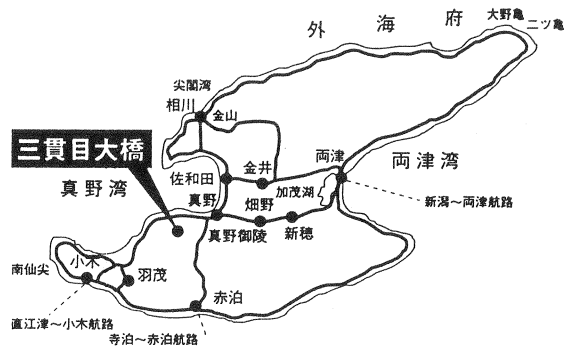 外海府
大野亀
二ツ亀
尖閣湾
相川
金山
三貫目大橋
佐和田
金井
両津
両津湾
真野湾
加茂湖
真野
畑野
新潟～両津航路
真野御陵
新穂
南仙尖
小木
羽茂
赤泊
直江津～小木航路
寺泊～赤泊航路